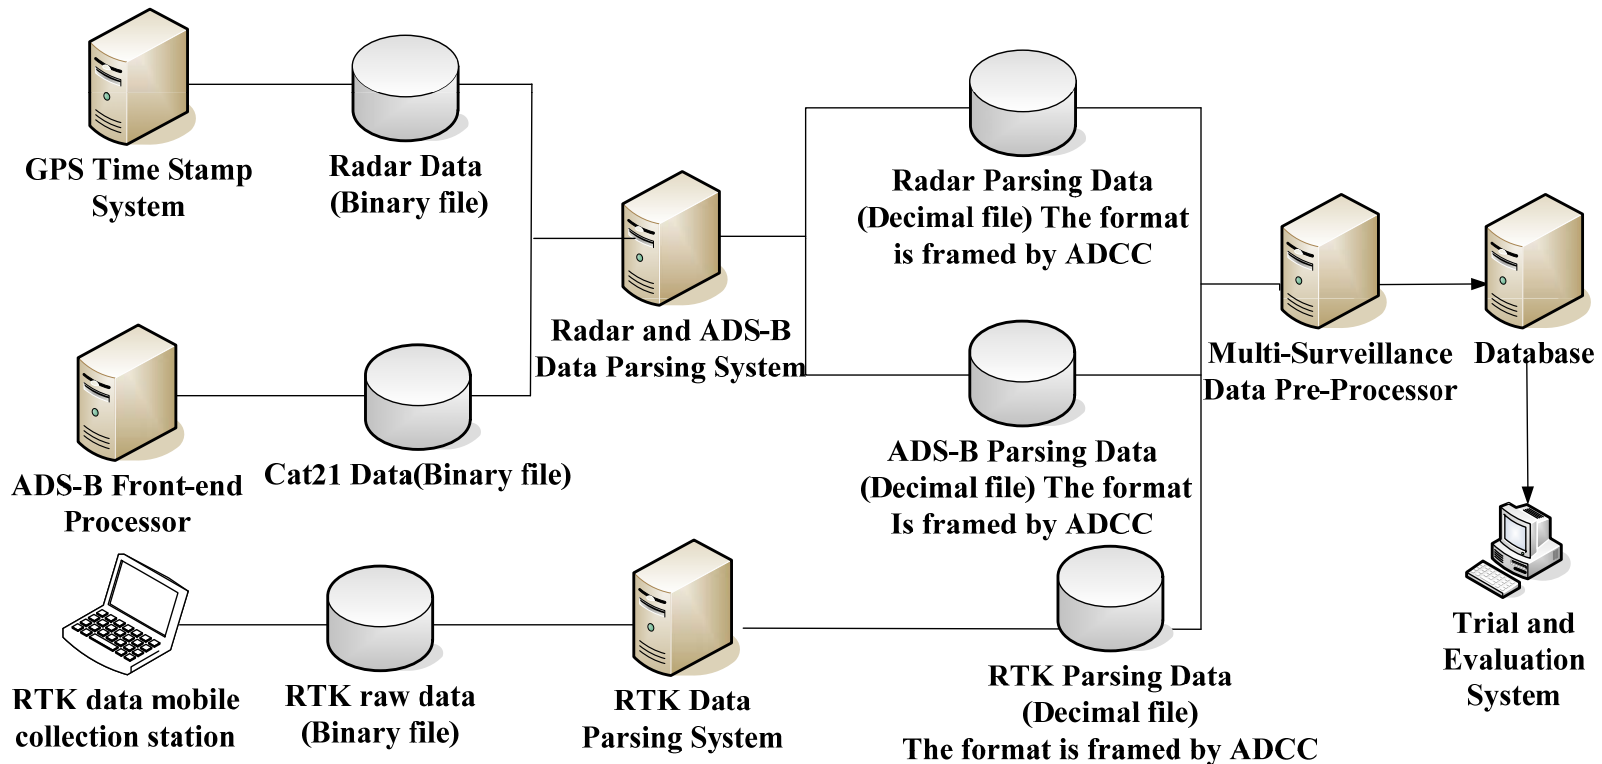 GPS Time Stamp
System
Radar Data
(Binary file)
Radar Parsing Data
(Decimal file) The format
is framed by ADCC
Radar and ADS-B
Data Parsing System
Multi-Surveillance
Data Pre-Processor
Database
ADS-B Front-end
Processor
Cat21 Data(Binary file)
ADS-B Parsing Data
(Decimal file) The format
Is framed by ADCC
Trial and
Evaluation
System
RTK data mobile
collection station
RTK raw data
(Binary file)
RTK Data
Parsing System
RTK Parsing Data
(Decimal file)
The format is framed by ADCC